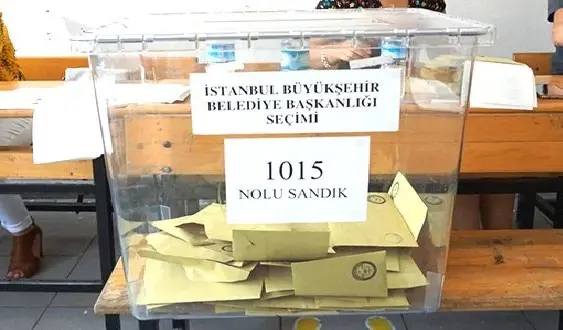 İSTANBUL BÜYÜKŞEHİR
BELEDİYE BAŞKANLIĞI
SEÇİMİ
1015
NOLU SANDIK